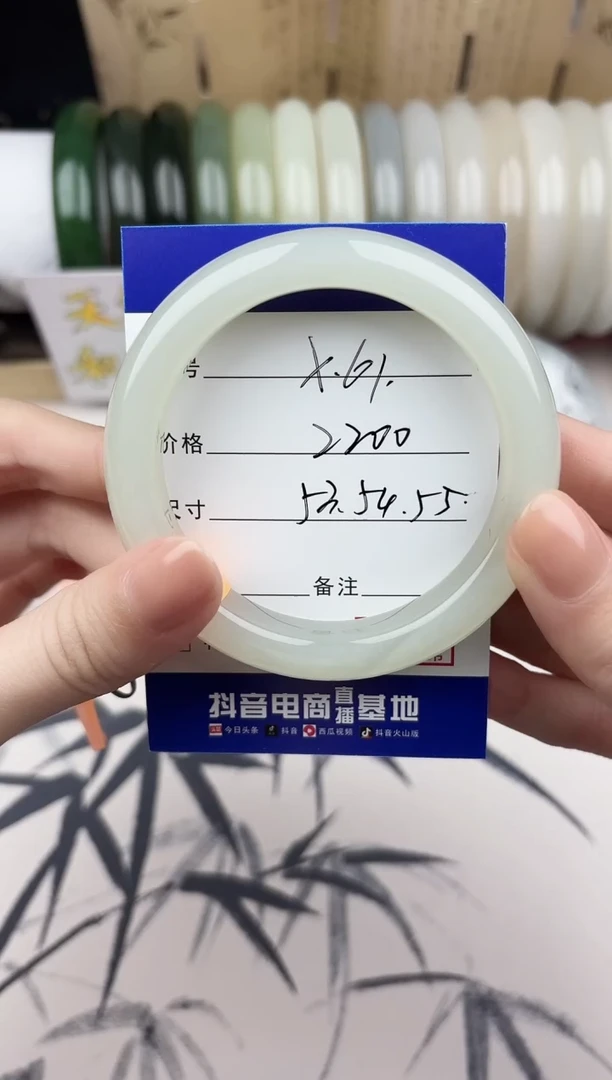 号 X.61.
价格 2200
尺寸 53.54.55.
备注
抖音电商直播基地
今日头条 抖音 西瓜视频 抖音火山版